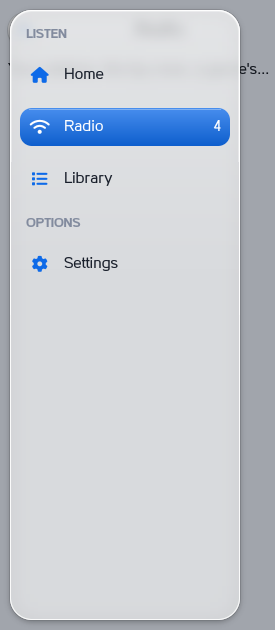 LISTEN
e's...
Home
Radio 4
Library
OPTIONS
Settings